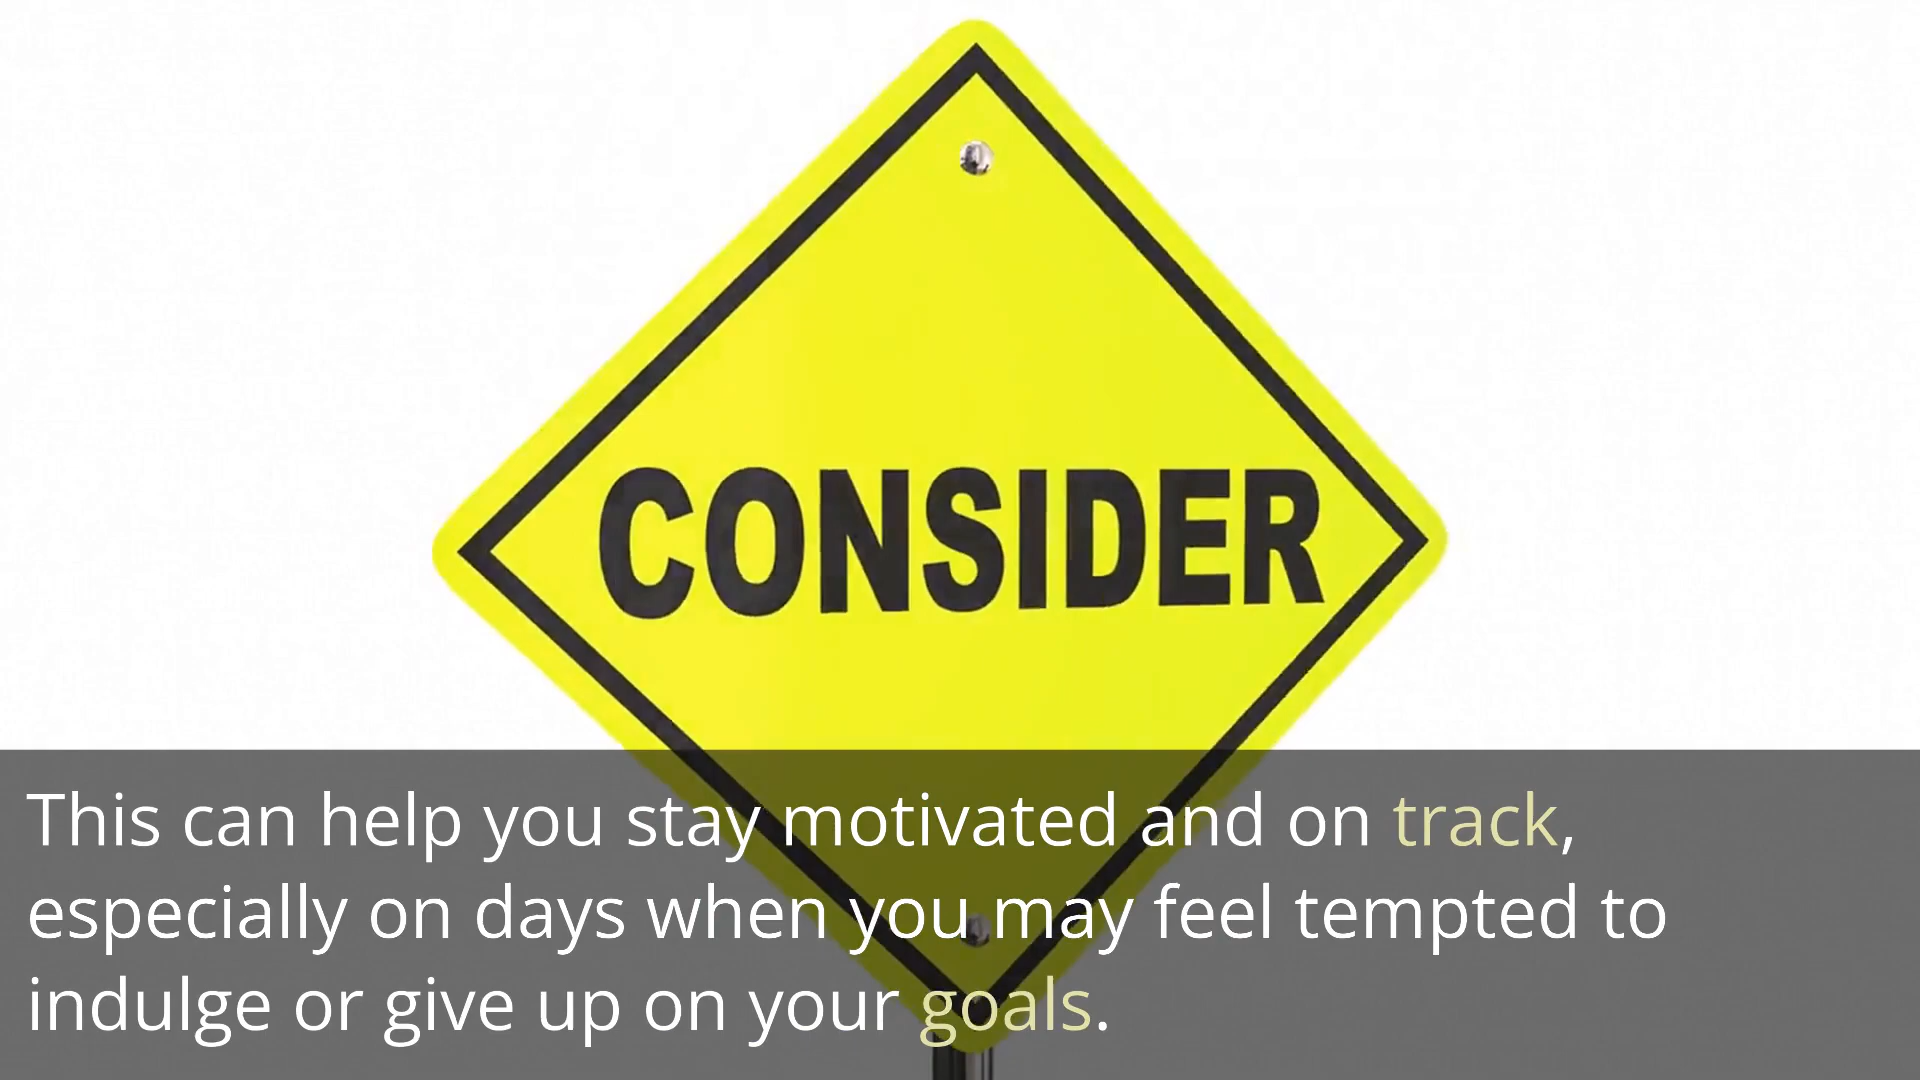 CONSIDER
This can help you stay motivated and on track,
especially on days when you may feel tempted to
indulge or give up on your goals.